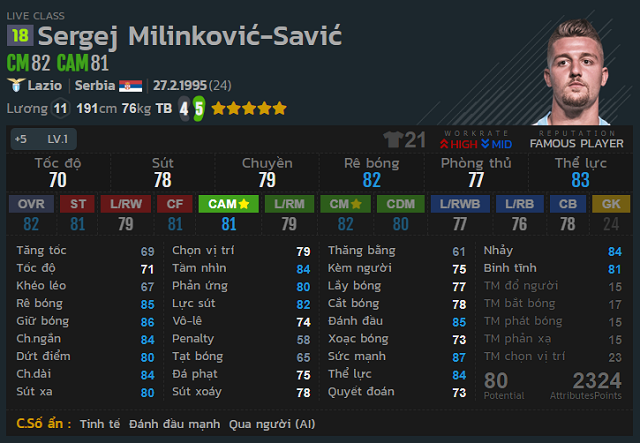 LIVE CLASS
18 Sergej Milinković-Savić
CM 82 CAM 81
Lazio | Serbia | 27.2.1995 (24)
Lương 11 191cm 76kg TB 4 5
+5 LV.1
21
WORKRATE
HIGH MID
REPUTATION
FAMOUS PLAYER
Tốc độ Sút Chuyền Rê bóng Phòng thủ Thể lực
70 78 79 82 77 83
OVR ST L/RW CF CAM L/RM CM CDM L/RWB L/RB CB GK
82 81 79 81 81 79 82 80 77 76 78 24
Tăng tốc 69 Chọn vị trí 79 Thăng bằng 61 Nhảy 84
Tốc độ 71 Tầm nhìn 84 Kèm người 75 Bình tĩnh 81
Khéo léo 67 Phản ứng 80 Lấy bóng 77 TM đổ người 15
Rê bóng 85 Lực sút 82 Cắt bóng 78 TM bắt bóng 17
Giữ bóng 86 Vô-lê 74 Đánh đầu 85 TM phát bóng 15
Ch.ngắn 84 Penalty 58 Xoạc bóng 73 TM phản xạ 15
Dứt điểm 80 Tạt bóng 65 Sức mạnh 87 TM chọn vị trí 23
Ch.dài 84 Đá phạt 75 Thể lực 84 80 2324
Sút xa 80 Sút xoáy 78 Quyết đoán 73 Potential AttributesPoints
C.Số ẩn : Tinh tế Đánh đầu mạnh Qua người (AI)